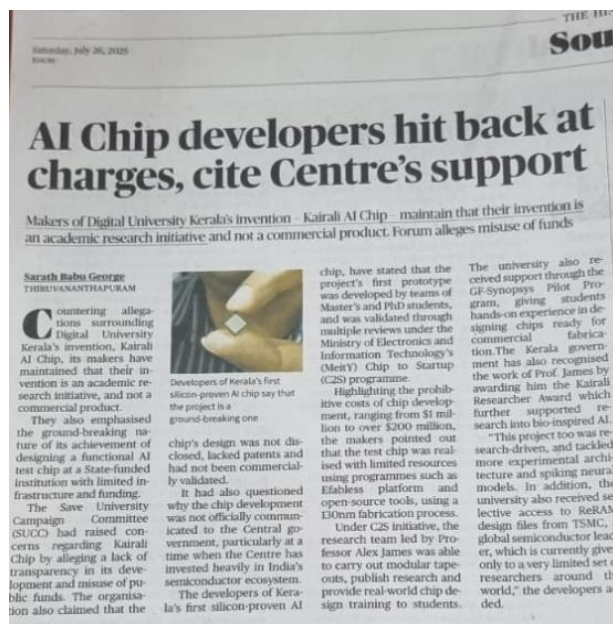 THE
Saturday, July 26, 2025
Sou
AI Chip developers hit back at
charges, cite Centre's support
Makers of Digital University Kerala's invention – Kairali AI Chip – maintain that their invention is
an academic research initiative and not a commercial product. Forum alleges misuse of funds
Sarath Babu George
THIRUVANANTHAPURAM
Countering allega-
tions surrounding
Digital University
Kerala's invention, Kairali
AI Chip, its makers have
maintained that their in-
vention is an academic re-
search initiative, and not a
commercial product.
They also emphasised
the ground-breaking na-
ture of its achievement of
designing a functional AI
test chip at a State-funded
institution with limited in-
frastructure and funding.
The Save University
Campaign Committee
(SUCC) had raised con-
cerns regarding Kairali
Chip by alleging a lack of
transparency in its deve-
lopment and misuse of pu-
blic funds. The organisa-
tion also claimed that the
Developers of Kerala's first
silicon-proven AI chip say that
the project is a
ground-breaking one
chip's design was not dis-
closed, lacked patents and
had not been commercial-
ly validated.
It had also questioned
why the chip development
was not officially commun-
icated to the Central go-
vernment, particularly at a
time when the Centre has
invested heavily in India's
semiconductor ecosystem.
The developers of Kera-
la's first silicon-proven AI
chip, have stated that the
project's first prototype
was developed by teams of
Master's and PhD students,
and was validated through
multiple reviews under the
Ministry of Electronics and
Information Technology's
(MeitY) Chip to Startup
(C2S) programme.
Highlighting the prohib-
itive costs of chip develop-
ment, ranging from $1 mil-
lion to over $200 million,
the makers pointed out
that the test chip was real-
ised with limited resources
using programmes such as
Efabless platform and
open-source tools, using a
130nm fabrication process.
Under C2S initiative, the
research team led by Pro-
fessor Alex James was able
to carry out modular tape-
outs, publish research and
provide real-world chip de-
sign training to students.
The university also re-
ceived support through the
GF-Synopsys Pilot Pro-
gram, giving students
hands-on experience in de-
signing chips ready for
commercial fabrica-
tion.The Kerala govern-
ment has also recognised
the work of Prof. James by
awarding him the Kairali
Researcher Award which
further supported re-
search into bio-inspired AI.
"This project too was re-
search-driven, and tackled
more experimental archi-
tecture and spiking neural
models. In addition, the
university also received se-
lective access to ReRAM
design files from TSMC,
global semiconductor lead-
er, which is currently give
only to a very limited set
researchers around th
world," the developers a
ded.